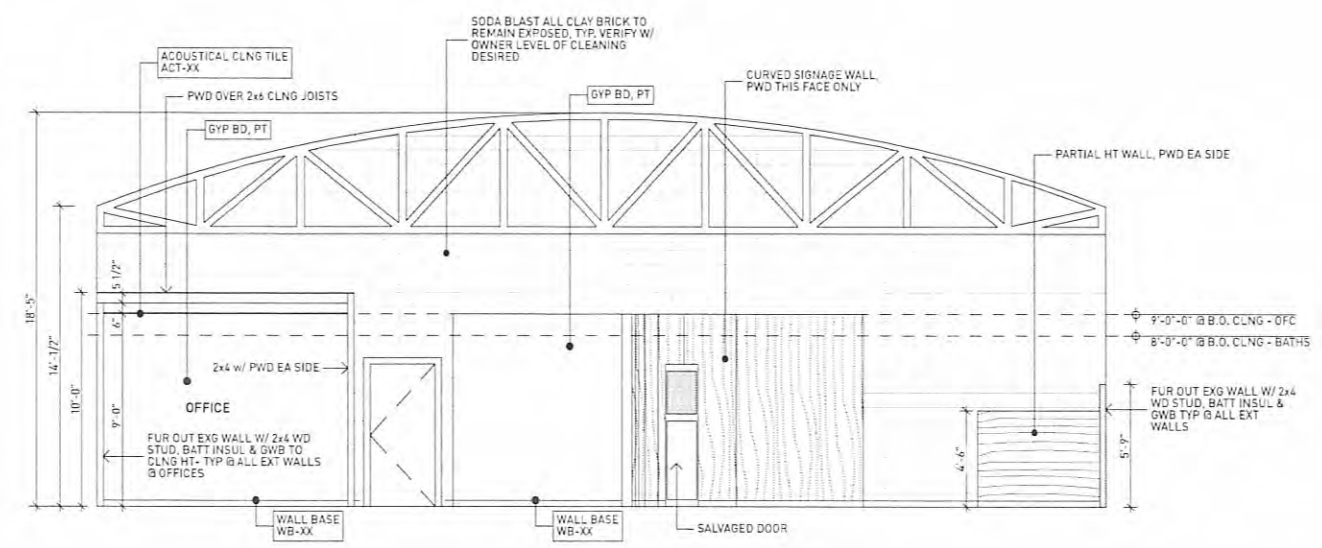 SODA BLAST ALL CLAY BRICK TO
REMAIN EXPOSED, TYP. VERIFY W/
OWNER LEVEL OF CLEANING
DESIRED
ACOUSTICAL CLNG TILE
ACT-XX
PWD OVER 2x6 CLNG JOISTS
GYP BD, PT
GYP BD, PT
CURVED SIGNAGE WALL,
PWD THIS FACE ONLY
PARTIAL HT WALL, PWD EA SIDE
18'-5"
14'-1/2"
10'-0"
5 1/2"
6"
9'-0"
2x4 w/ PWD EA SIDE
OFFICE
FUR OUT EXG WALL W/ 2x4 WD
STUD, BATT INSUL & GWB TO
CLNG HT- TYP @ ALL EXT WALLS
@ OFFICES
9'-0"-0" @ B.O. CLNG - OFC
8'-0"-0" @ B.O. CLNG - BATHS
FUR OUT EXG WALL W/ 2x4
WD STUD, BATT INSUL &
GWB TYP @ ALL EXT
WALLS
4'-6"
5'-9"
WALL BASE
WB-XX
WALL BASE
WB-XX
SALVAGED DOOR